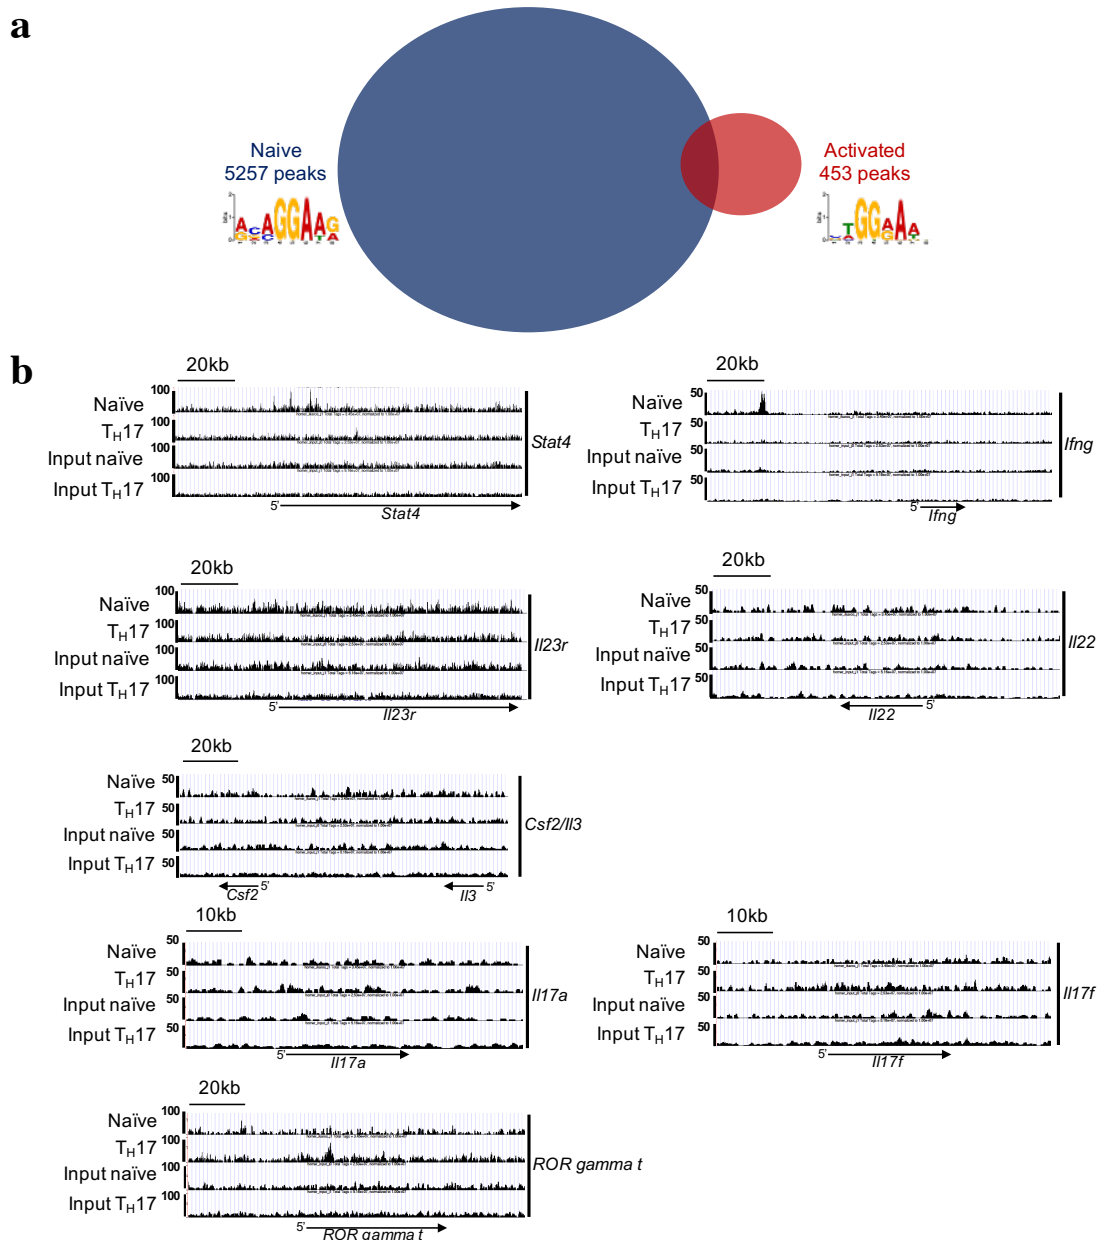 a
Naive
5257 peaks
Activated
453 peaks
b
20kb
100
Naïve
100
TH17
100
Input naïve
100
Input TH17
Stat4
5'
Stat4
20kb
50
Naïve
50
TH17
50
Input naïve
50
Input TH17
Ifng
5'
Ifng
20kb
100
Naïve
100
TH17
100
Input naïve
100
Input TH17
Il23r
5'
Il23r
20kb
50
Naïve
50
TH17
50
Input naïve
50
Input TH17
Il22
5'
Il22
20kb
50
Naïve
50
TH17
50
Input naïve
50
Input TH17
Csf2/Il3
5'
Csf2
5'
Il3
10kb
50
Naïve
50
TH17
50
Input naïve
50
Input TH17
Il17a
5'
Il17a
10kb
50
Naïve
50
TH17
50
Input naïve
50
Input TH17
Il17f
5'
Il17f
20kb
100
Naïve
100
TH17
100
Input naïve
100
Input TH17
ROR gamma t
5'
ROR gamma t